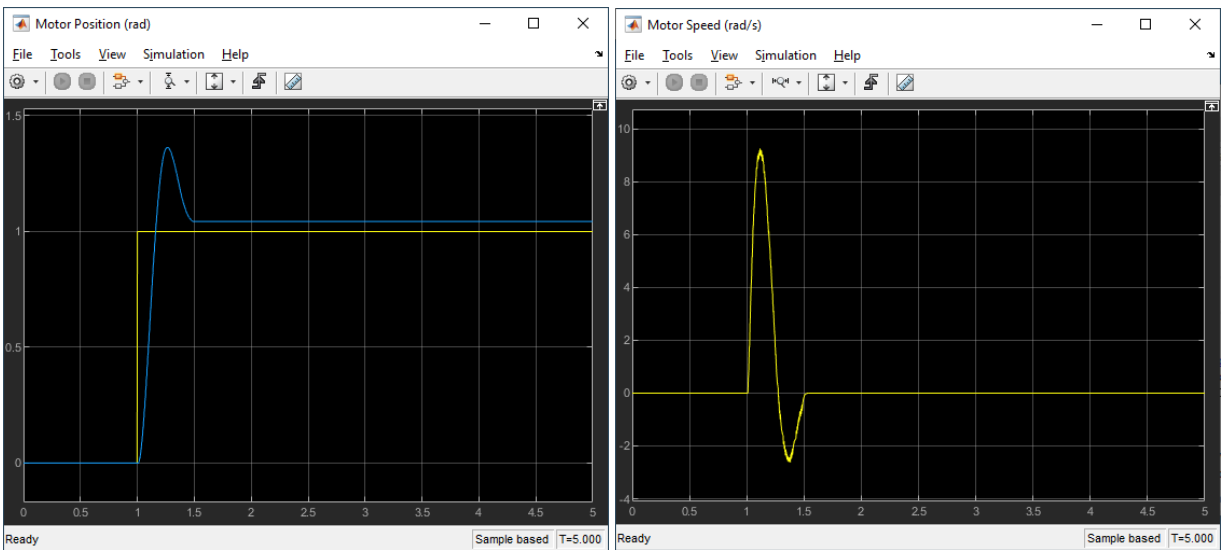 Motor Position (rad)
File Tools View Simulation Help
1.5
1
0.5
0
0 0.5 1 1.5 2 2.5 3 3.5 4 4.5 5
Ready Sample based T=5.000
Motor Speed (rad/s)
File Tools View Simulation Help
10
8
6
4
2
0
-2
-4
0 0.5 1 1.5 2 2.5 3 3.5 4 4.5 5
Ready Sample based T=5.000